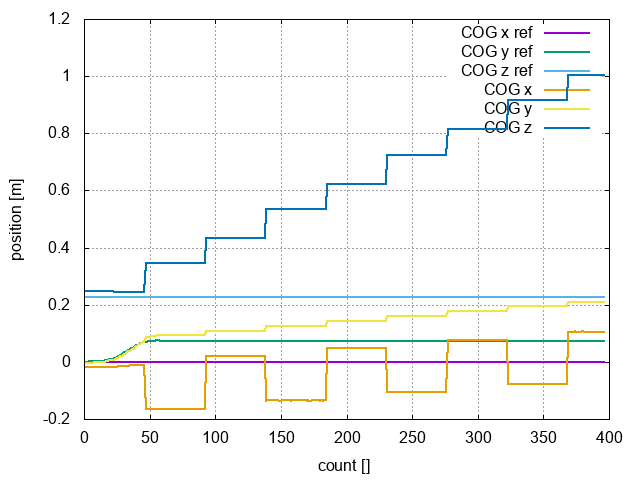 1.2
1
0.8
0.6
0.4
0.2
0
-0.2
position [m]
COG x ref
COG y ref
COG z ref
COG x
COG y
COG z
0 50 100 150 200 250 300 350 400
count []